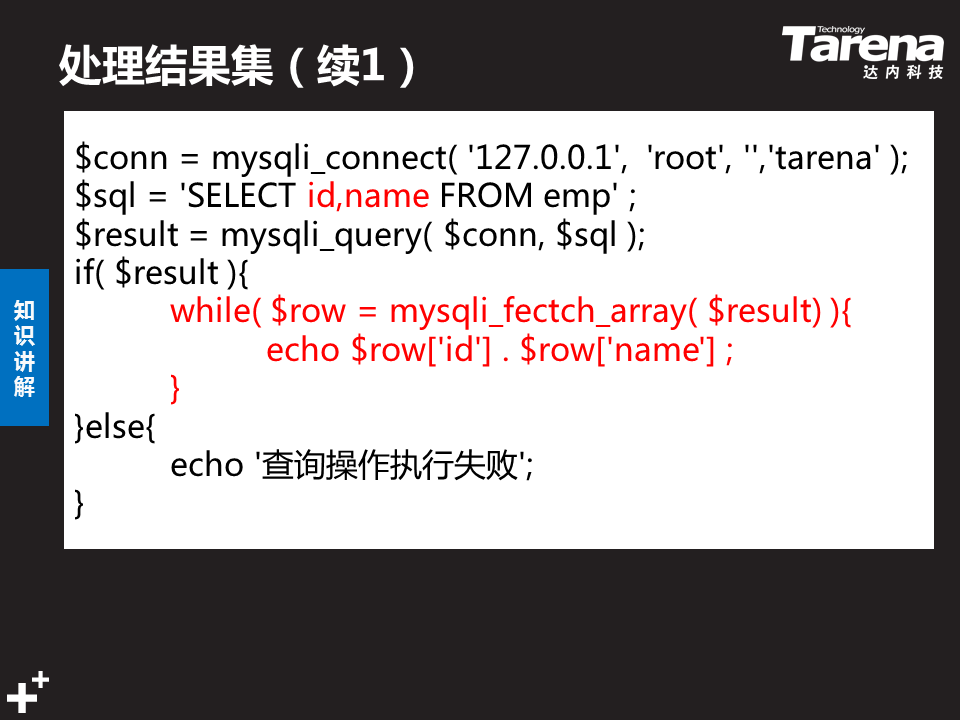 处理结果集（续1）
Technology
Tarena
达内科技
$conn = mysqli_connect( '127.0.0.1',  'root', '','tarena' );
$sql = 'SELECT id,name FROM emp' ;
$result = mysqli_query( $conn, $sql );
if( $result ){
while( $row = mysqli_fectch_array( $result) ){
echo $row['id'] . $row['name'] ;
}
}else{
echo '查询操作执行失败';
}
知
识
讲
解